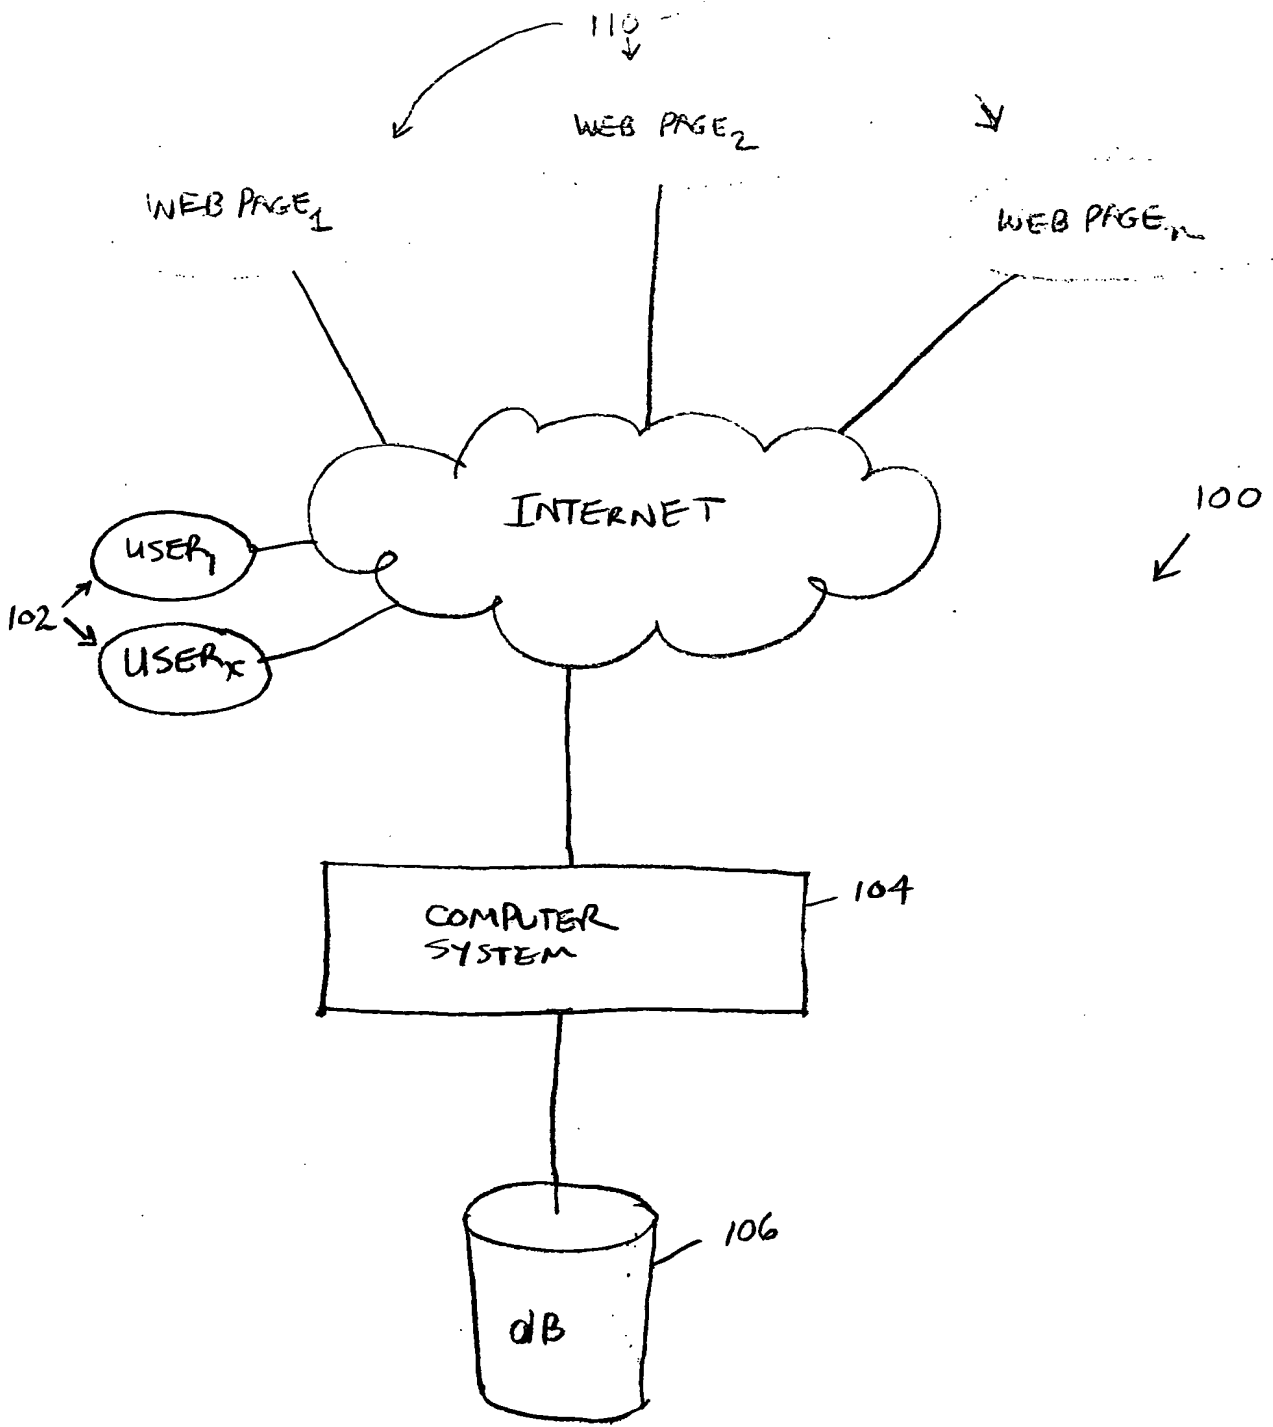 110
WEB PAGE2
WEB PAGE1
WEB PAGEn
INTERNET
100
USER1
102
USERx
104
COMPUTER
SYSTEM
106
dB